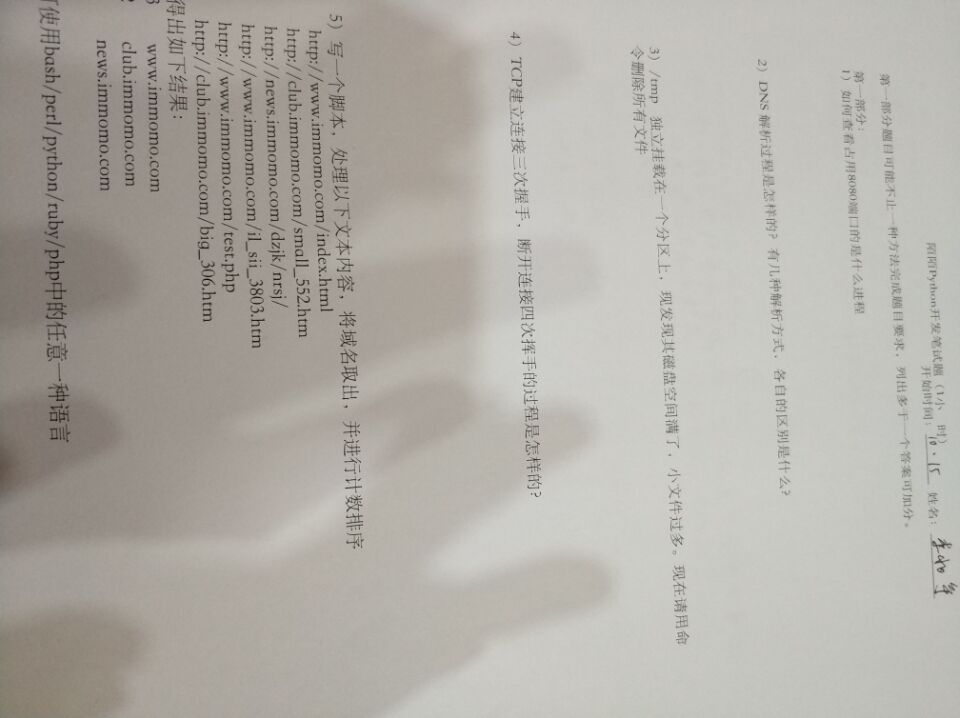 陌陌Python开发笔试题（1小 时）
开始时间：10·15 姓名：李
第一部分题目可能不止一种方法完成题目要求，列出多于一个答案可加分。
第一部分：
1）如何查看占用8080端口的是什么进程
2）DNS 解析过程是怎样的？有几种解析方式，各自的区别是什么？
3）/tmp 独立挂载在一个分区上，现发现其磁盘空间满了，小文件过多。现在请用命
令删除所有文件
4）TCP建立连接三次握手，断开连接四次挥手的过程是怎样的？
5）写一个脚本，处理以下文本内容，将域名取出，并进行计数排序
http://www.immomo.com/index.html
http://club.immomo.com/small_552.htm
http://news.immomo.com/dzjk/nrsj/
http://www.immomo.com/il_sii_3803.htm
http://www.immomo.com/test.php
http://club.immomo.com/big_306.htm
得出如下结果：
3 www.immomo.com
2 club.immomo.com
news.immomo.com
可使用bash/perl/python/ruby/php中的任意一种语言